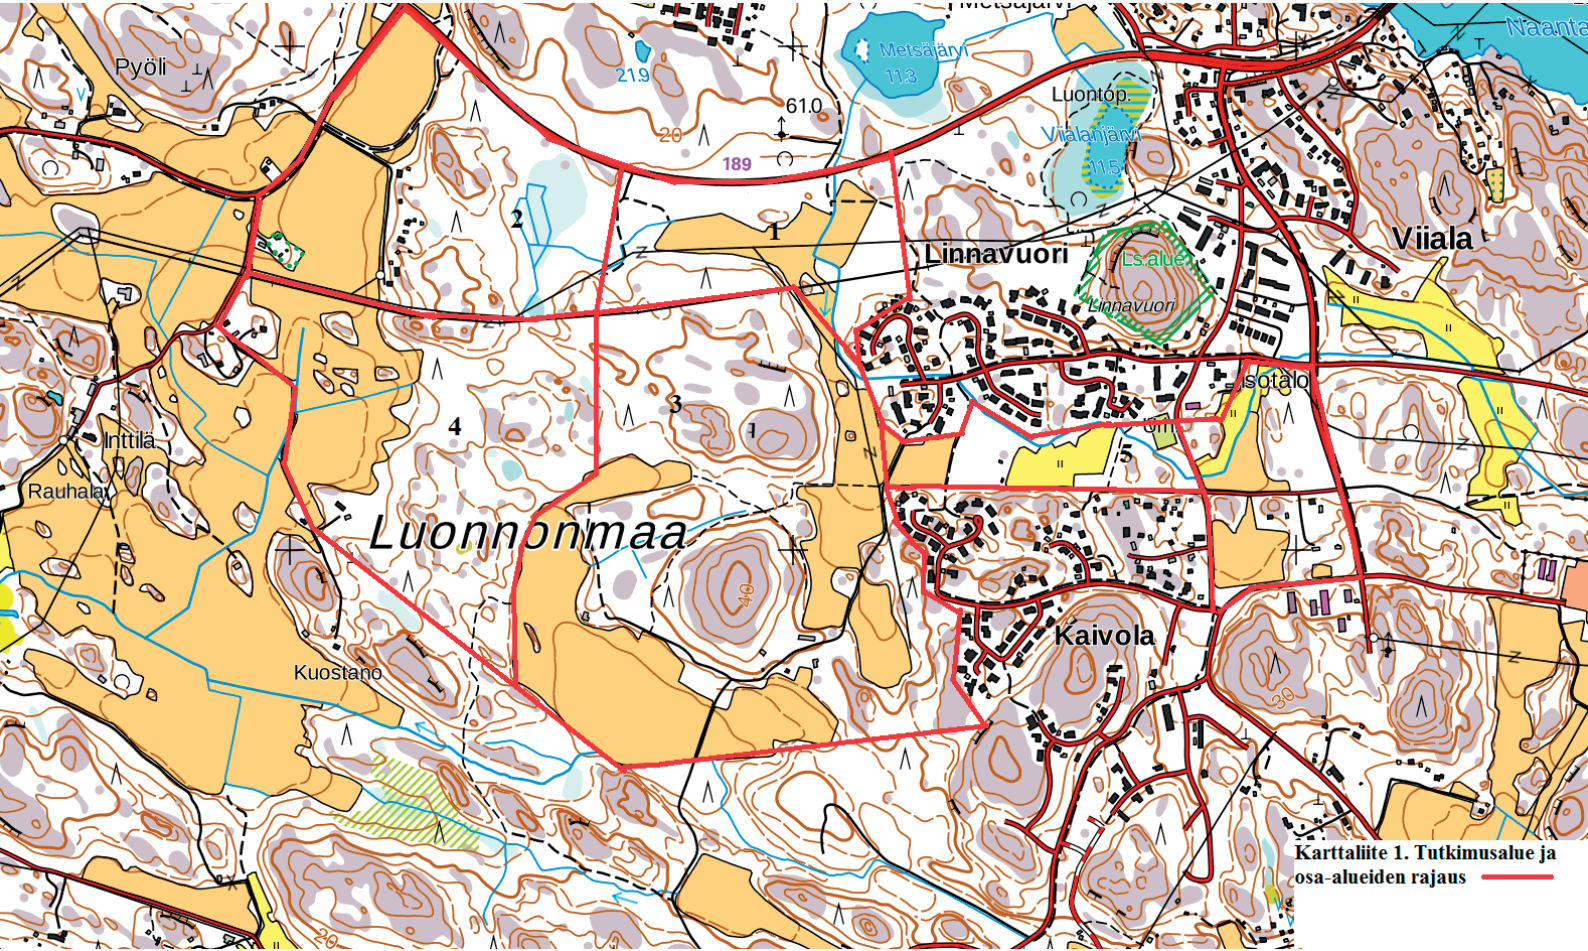 Metsäjärvi
Naanta
Pyöli
Metsäjärvi
11.3
21.9
61.0
Luontop.
20
189
Viialanjärvi
11.5
2
1
Linnavuori
Ls.alue
Viiala
Linnavuori
Isotalo
3
4
Urh.
5
Inttilä
Rauhala
Luonnonmaa
40
Kaivola
Kuostano
30
Karttaliite 1. Tutkimusalue ja
osa-alueiden rajaus
20